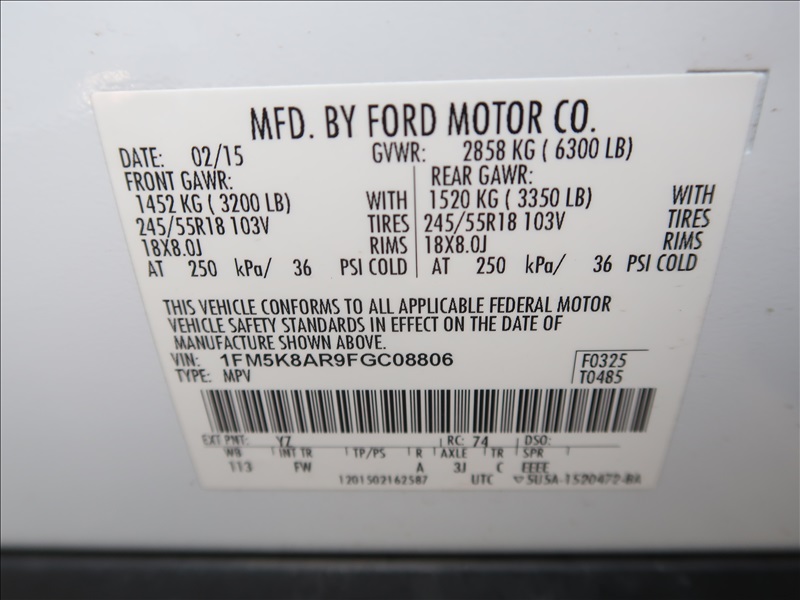 MFD. BY FORD MOTOR CO.
DATE: 02/15 GVWR: 2858 KG ( 6300 LB)
FRONT GAWR: REAR GAWR:
1452 KG ( 3200 LB) WITH 1520 KG ( 3350 LB) WITH
245/55R18 103V TIRES 245/55R18 103V TIRES
18X8.0J RIMS 18X8.0J RIMS
AT 250 kPa/ 36 PSI COLD AT 250 kPa/ 36 PSI COLD
THIS VEHICLE CONFORMS TO ALL APPLICABLE FEDERAL MOTOR
VEHICLE SAFETY STANDARDS IN EFFECT ON THE DATE OF
MANUFACTURE SHOWN ABOVE.
VIN: 1FM5K8AR9FGC08806 F0325
TYPE: MPV T0485
EXT PNT: YZ RC: 74 DSO:
WB INT TR TP/PS R AXLE TR SPR
113 FW A 3J C EEEE
1201502162587 UTC